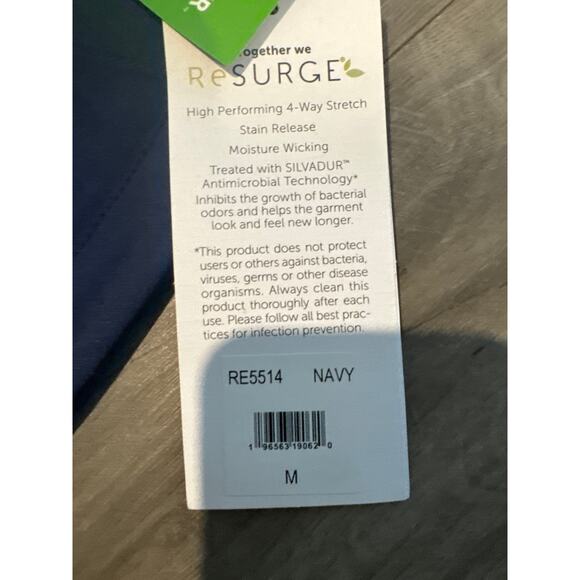 ogether we
ReSURGE
High Performing 4-Way Stretch
Stain Release
Moisture Wicking
Treated with SILVADUR™
Antimicrobial Technology*
Inhibits the growth of bacterial
odors and helps the garment
look and feel new longer.
*This product does not protect
users or others against bacteria,
viruses, germs or other disease
organisms. Always clean this
product thoroughly after each
use. Please follow all best prac-
tices for infection prevention.
RE5514 NAVY
1 96563 19062 0
M